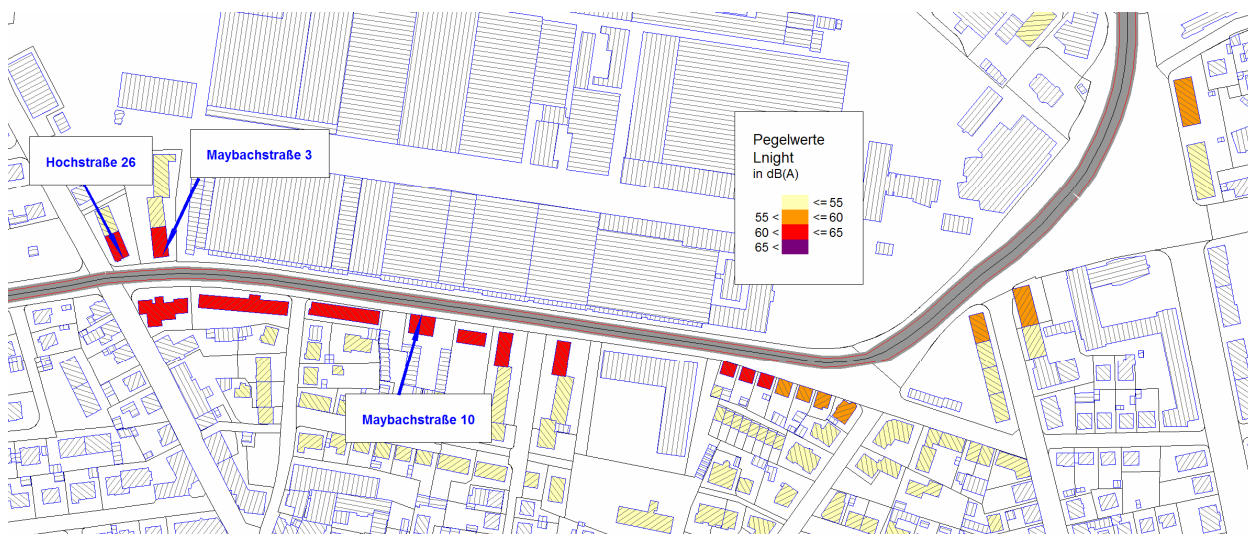 Hochstraße 26
Maybachstraße 3
Pegelwerte
Lnight
in dB(A)
<= 55
55 < <= 60
60 < <= 65
65 <
Maybachstraße 10